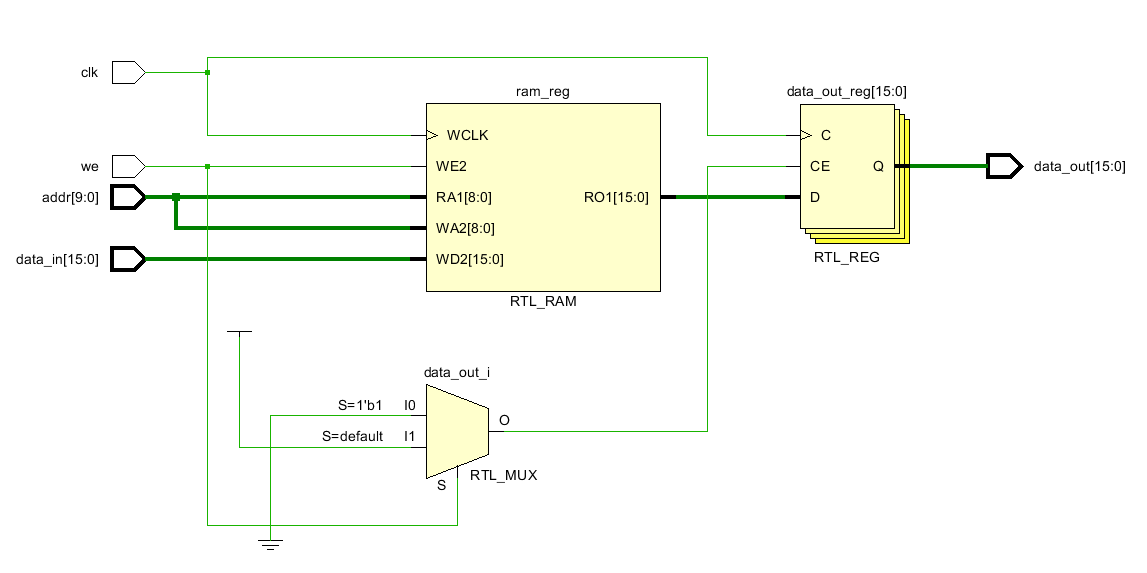 clk
we
addr[9:0]
data_in[15:0]
ram_reg
WCLK
WE2
RA1[8:0]
RO1[15:0]
WA2[8:0]
WD2[15:0]
RTL_RAM
data_out_reg[15:0]
C
CE
Q
D
RTL_REG
data_out[15:0]
data_out_i
S=1'b1
I0
S=default
I1
O
S
RTL_MUX